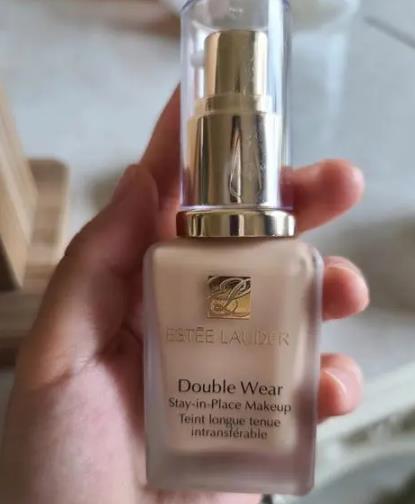 ESTĒE LAUDER
Double Wear
Stay-in-Place Makeup
Teint longue tenue
intransférable